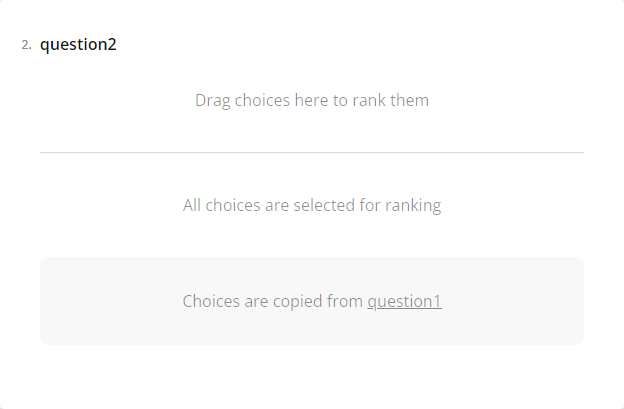 2. question2
Drag choices here to rank them
All choices are selected for ranking
Choices are copied from question1